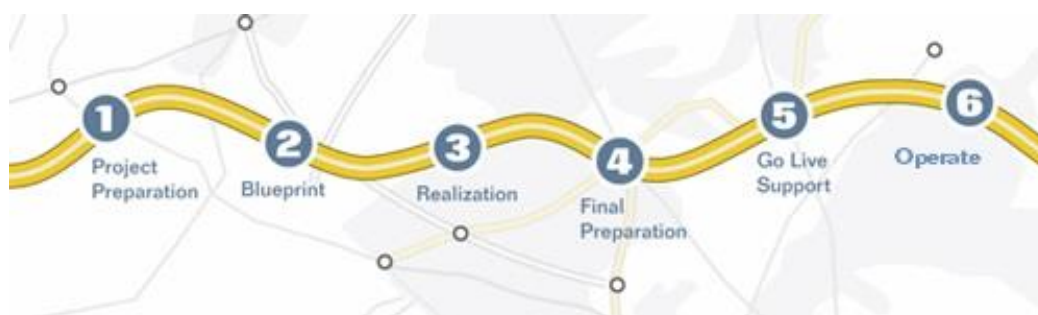 1
Project
Preparation
2
Blueprint
3
Realization
4
Final
Preparation
5
Go Live
Support
6
Operate